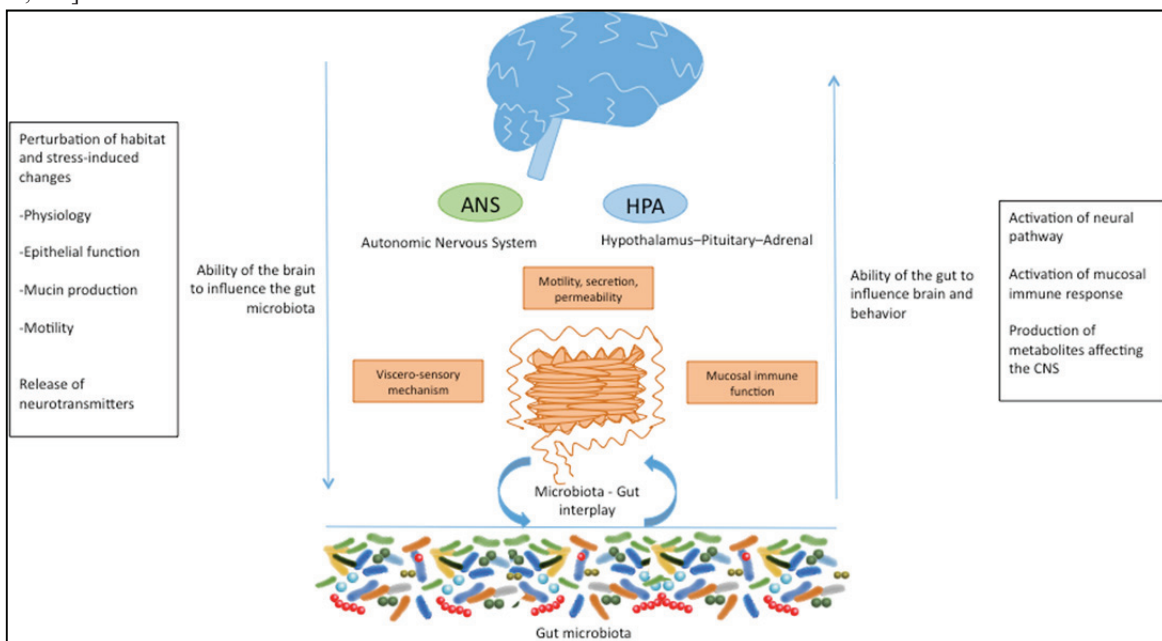 Perturbation of habitat
and stress-induced
changes
-Physiology
-Epithelial function
-Mucin production
-Motility
Release of
neurotransmitters
Ability of the brain
to influence the gut
microbiota
ANS
Autonomic Nervous System
HPA
Hypothalamus–Pituitary–Adrenal
Motility, secretion,
permeability
Viscero-sensory
mechanism
Mucosal immune
function
Microbiota - Gut
interplay
Gut microbiota
Ability of the gut to
influence brain and
behavior
Activation of neural
pathway
Activation of mucosal
immune response
Production of
metabolites affecting
the CNS